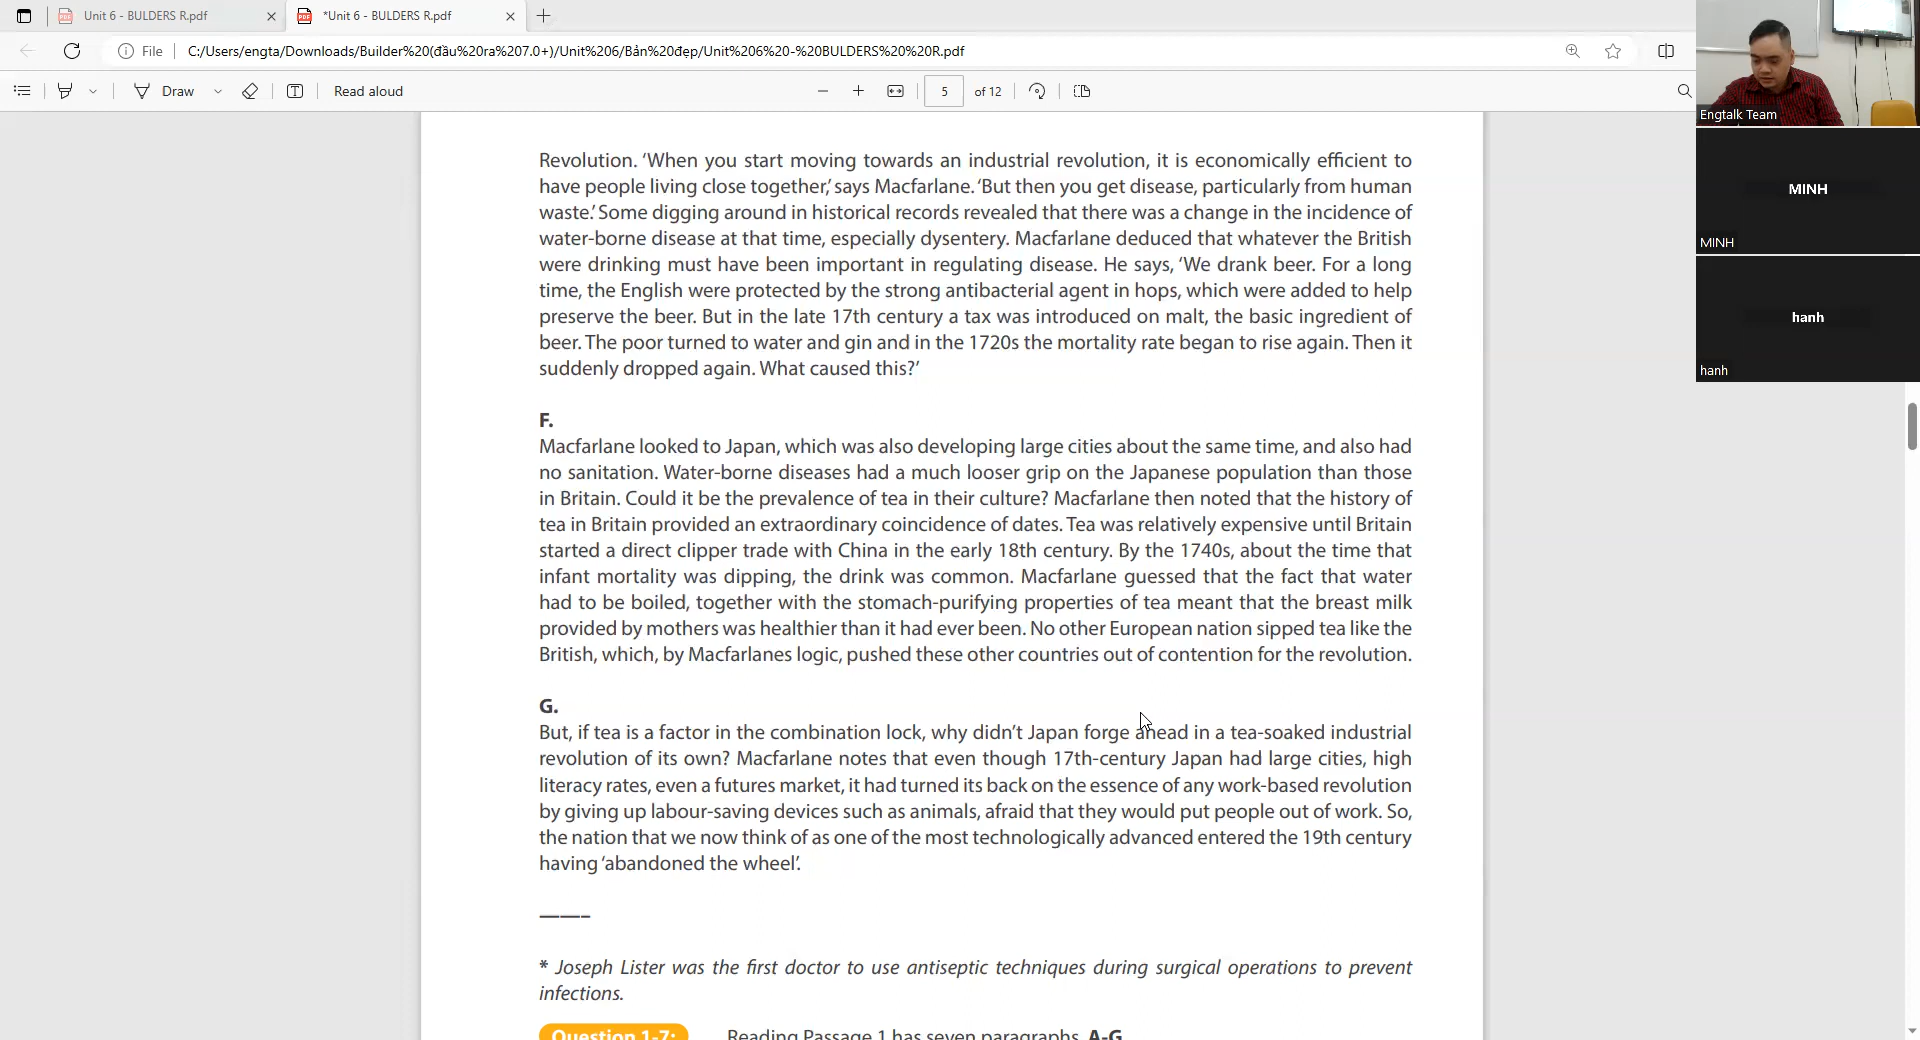 Unit 6 - BULDERS R.pdf
*Unit 6 - BULDERS R.pdf
File
C:/Users/engta/Downloads/Builder%20(đầu%20ra%207.0+)/Unit%206/Bản%20đẹp/Unit%206%20-%20BULDERS%20%20R.pdf
Draw
Read aloud
5
of 12
Revolution. ‘When you start moving towards an industrial revolution, it is economically efficient to
have people living close together,’ says Macfarlane. ‘But then you get disease, particularly from human
waste.’ Some digging around in historical records revealed that there was a change in the incidence of
water-borne disease at that time, especially dysentery. Macfarlane deduced that whatever the British
were drinking must have been important in regulating disease. He says, ‘We drank beer. For a long
time, the English were protected by the strong antibacterial agent in hops, which were added to help
preserve the beer. But in the late 17th century a tax was introduced on malt, the basic ingredient of
beer. The poor turned to water and gin and in the 1720s the mortality rate began to rise again. Then it
suddenly dropped again. What caused this?’
F.
Macfarlane looked to Japan, which was also developing large cities about the same time, and also had
no sanitation. Water-borne diseases had a much looser grip on the Japanese population than those
in Britain. Could it be the prevalence of tea in their culture? Macfarlane then noted that the history of
tea in Britain provided an extraordinary coincidence of dates. Tea was relatively expensive until Britain
started a direct clipper trade with China in the early 18th century. By the 1740s, about the time that
infant mortality was dipping, the drink was common. Macfarlane guessed that the fact that water
had to be boiled, together with the stomach-purifying properties of tea meant that the breast milk
provided by mothers was healthier than it had ever been. No other European nation sipped tea like the
British, which, by Macfarlanes logic, pushed these other countries out of contention for the revolution.
G.
But, if tea is a factor in the combination lock, why didn’t Japan forge ahead in a tea-soaked industrial
revolution of its own? Macfarlane notes that even though 17th-century Japan had large cities, high
literacy rates, even a futures market, it had turned its back on the essence of any work-based revolution
by giving up labour-saving devices such as animals, afraid that they would put people out of work. So,
the nation that we now think of as one of the most technologically advanced entered the 19th century
having ‘abandoned the wheel’.
———–
* Joseph Lister was the first doctor to use antiseptic techniques during surgical operations to prevent
infections.
Question 1-7: Reading Passage 1 has seven paragraphs, A-G
Engtalk Team
MINH
MINH
hanh
hanh